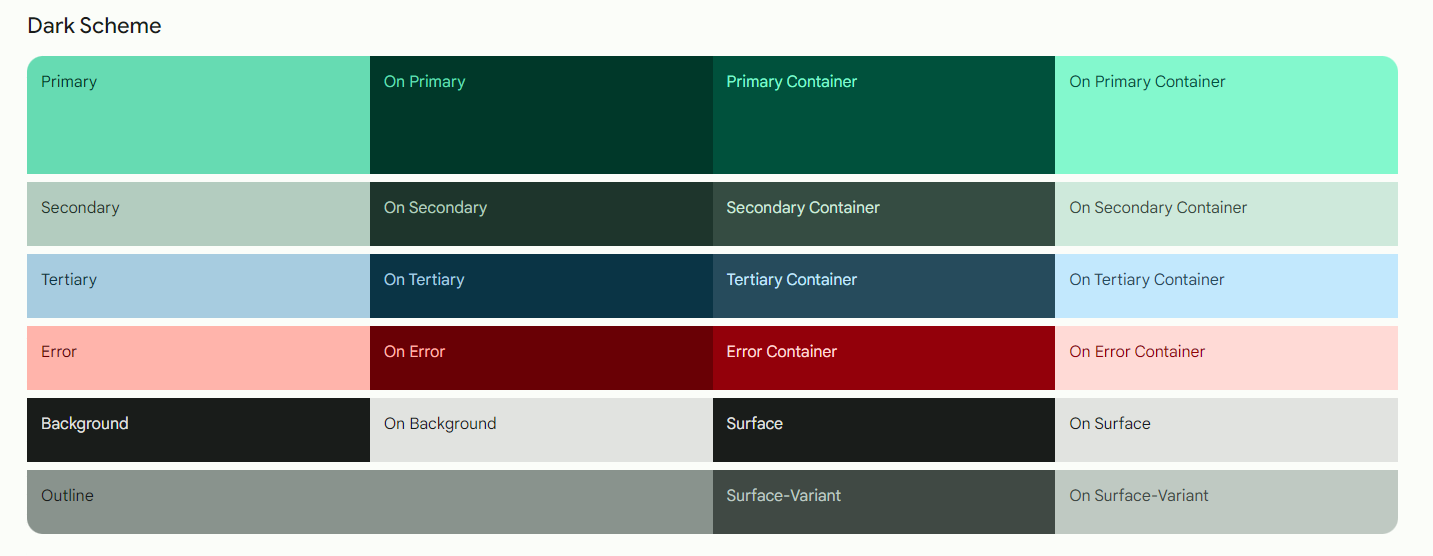 Dark Scheme
Primary
On Primary
Primary Container
On Primary Container
Secondary
On Secondary
Secondary Container
On Secondary Container
Tertiary
On Tertiary
Tertiary Container
On Tertiary Container
Error
On Error
Error Container
On Error Container
Background
On Background
Surface
On Surface
Outline
Surface-Variant
On Surface-Variant